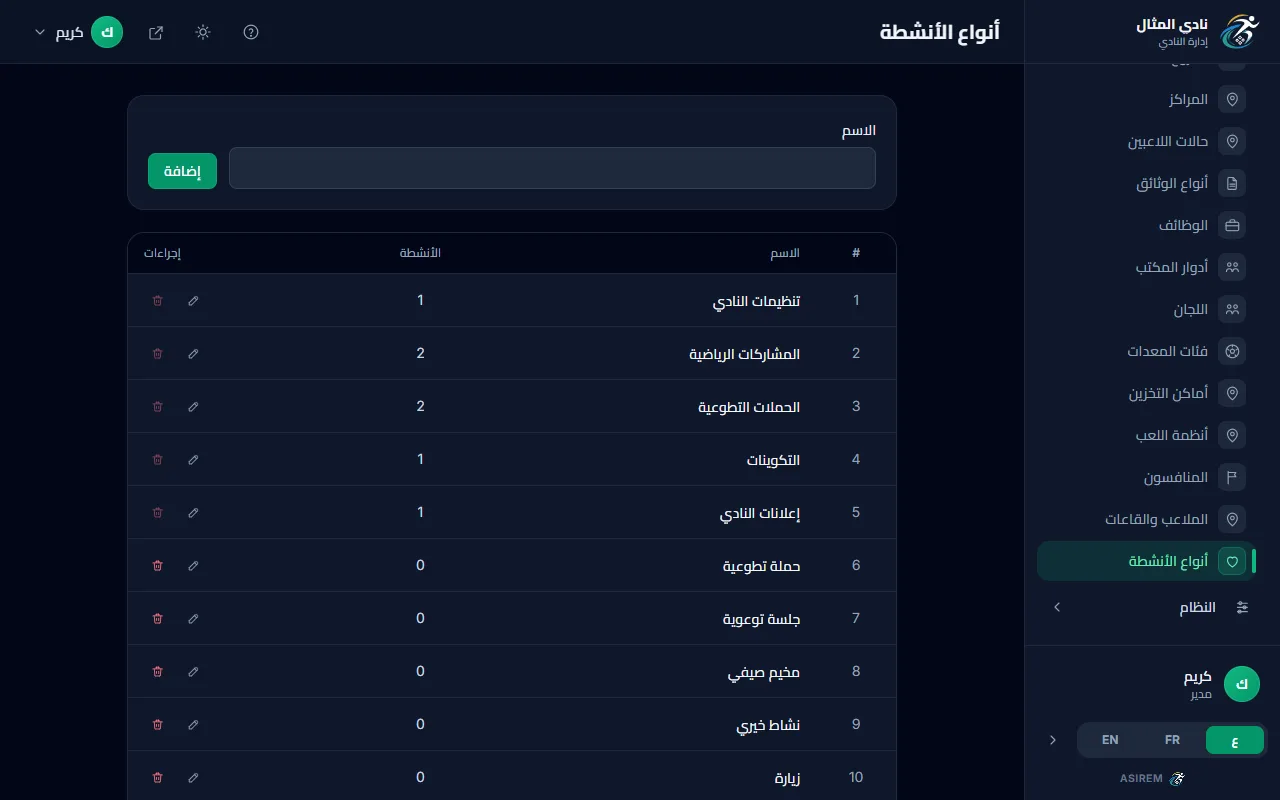 نادي المثال
إدارة النادي
أنواع الأنشطة
ك
كريم
المراكز
حالات اللاعبين
أنواع الوثائق
الوظائف
أدوار المكتب
اللجان
فئات المعدات
أماكن التخزين
أنظمة اللعب
المنافسون
الملاعب والقاعات
أنواع الأنشطة
النظام
ك
كريم
مدير
ع FR EN
ASIREM
الاسم
إضافة
# الاسم الأنشطة إجراءات
1 تنظيمات النادي 1
2 المشاركات الرياضية 2
3 الحملات التطوعية 2
4 التكوينات 1
5 إعلانات النادي 1
6 حملة تطوعية 0
7 جلسة توعوية 0
8 مخيم صيفي 0
9 نشاط خيري 0
10 زيارة 0